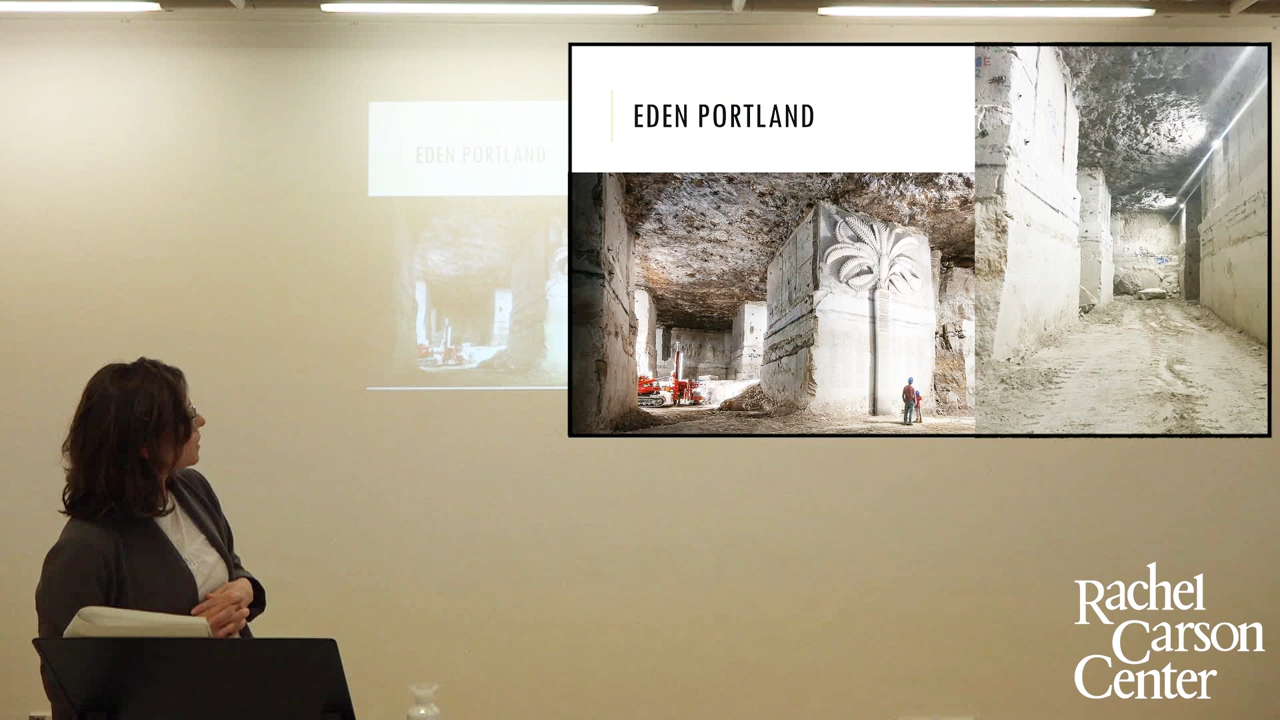 EDEN PORTLAND
EDEN PORTLAND
Rachel
Carson
Center